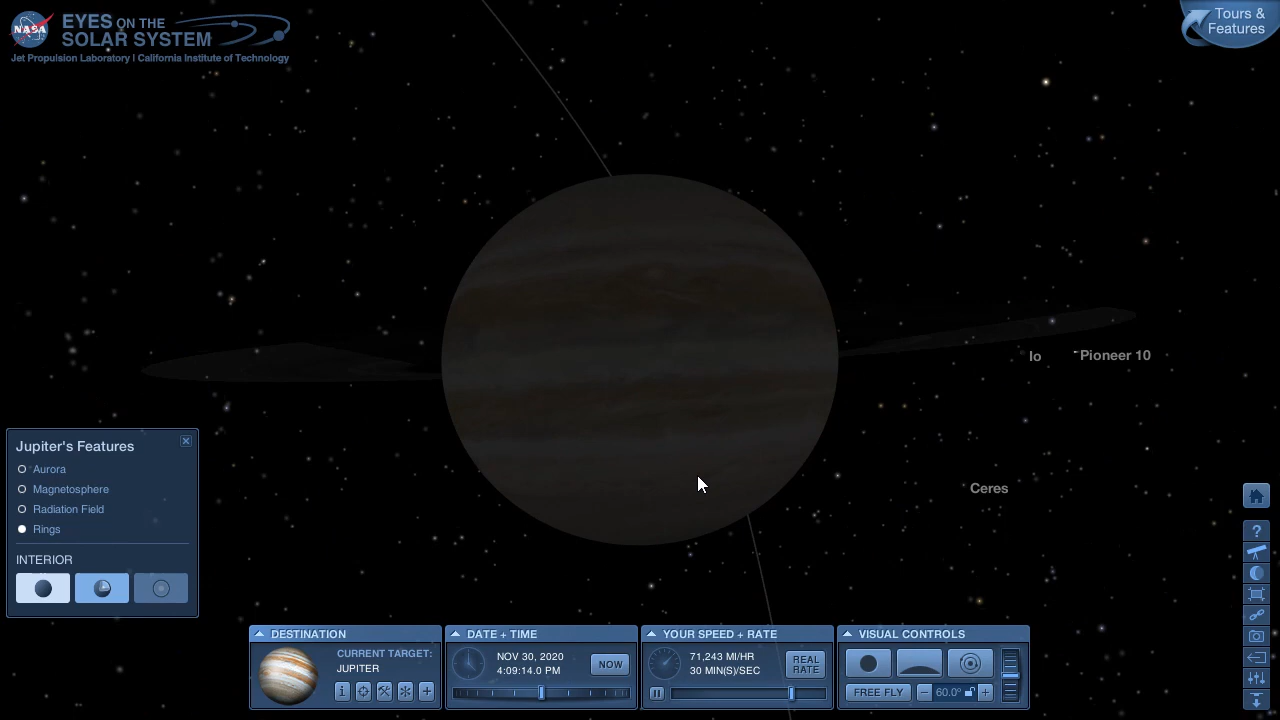 NASA
EYES ON THE
SOLAR SYSTEM
Jet Propulsion Laboratory | California Institute of Technology
Tours &
Features
Io
Pioneer 10
Ceres
Jupiter's Features
Aurora
Magnetosphere
Radiation Field
Rings
INTERIOR
?
DESTINATION
CURRENT TARGET:
JUPITER
i
DATE + TIME
NOV 30, 2020
4:09:14.0 PM
NOW
YOUR SPEED + RATE
71,243 MI/HR
30 MIN(S)/SEC
REAL
RATE
VISUAL CONTROLS
FREE FLY
60.0°